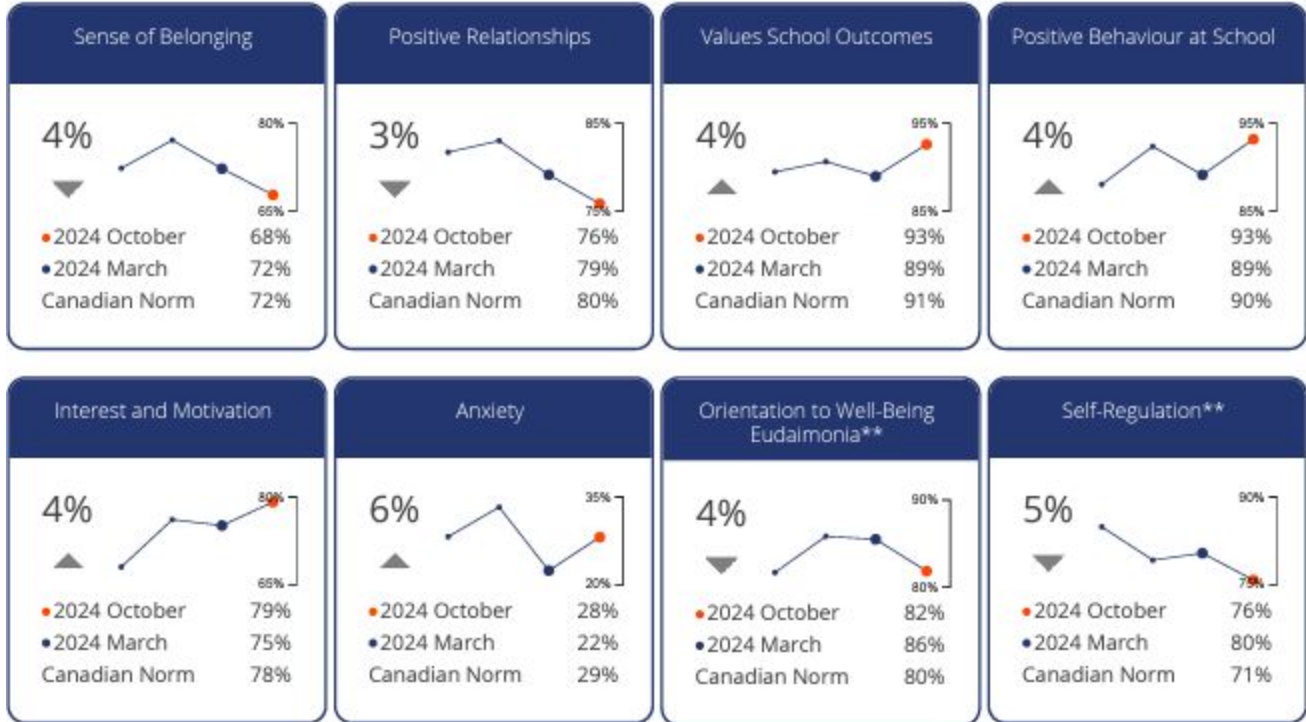 Sense of Belonging
4%
80%
65%
2024 October 68%
2024 March 72%
Canadian Norm 72%
Positive Relationships
3%
85%
75%
2024 October 76%
2024 March 79%
Canadian Norm 80%
Values School Outcomes
4%
95%
85%
2024 October 93%
2024 March 89%
Canadian Norm 91%
Positive Behaviour at School
4%
95%
85%
2024 October 93%
2024 March 89%
Canadian Norm 90%
Interest and Motivation
4%
80%
65%
2024 October 79%
2024 March 75%
Canadian Norm 78%
Anxiety
6%
35%
20%
2024 October 28%
2024 March 22%
Canadian Norm 29%
Orientation to Well-Being
Eudaimonia**
4%
90%
80%
2024 October 82%
2024 March 86%
Canadian Norm 80%
Self-Regulation**
5%
90%
75%
2024 October 76%
2024 March 80%
Canadian Norm 71%